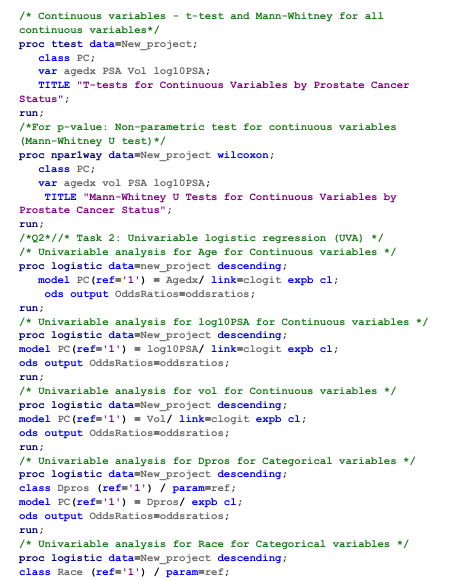 /* Continuous variables - t-test and Mann-Whitney for all
continuous variables*/
proc ttest data=New_project;
class PC;
var agedx PSA Vol log10PSA;
TITLE "T-tests for Continuous Variables by Prostate Cancer
Status";
run;
/*For p-value: Non-parametric test for continuous variables
(Mann-Whitney U test)*/
proc npar1way data=New_project wilcoxon;
class PC;
var agedx vol PSA log10PSA;
TITLE "Mann-Whitney U Tests for Continuous Variables by
Prostate Cancer Status";
run;
/*Q2*//* Task 2: Univariable logistic regression (UVA) */
/* Univariable analysis for Age for Continuous variables */
proc logistic data=new_project descending;
model PC(ref='1') = Agedx/ link=clogit expb cl;
ods output OddsRatios=oddsratios;
run;
/* Univariable analysis for log10PSA for Continuous variables */
proc logistic data=New_project descending;
model PC(ref='1') = log10PSA/ link=clogit expb cl;
ods output OddsRatios=oddsratios;
run;
/* Univariable analysis for vol for Continuous variables */
proc logistic data=New_project descending;
model PC(ref='1') = Vol/ link=clogit expb cl;
ods output OddsRatios=oddsratios;
run;
/* Univariable analysis for Dpros for Categorical variables */
proc logistic data=New_project descending;
class Dpros (ref='1') / param=ref;
model PC(ref='1') = Dpros/ expb cl;
ods output OddsRatios=oddsratios;
run;
/* Univariable analysis for Race for Categorical variables */
proc logistic data=New_project descending;
class Race (ref='1') / param=ref;